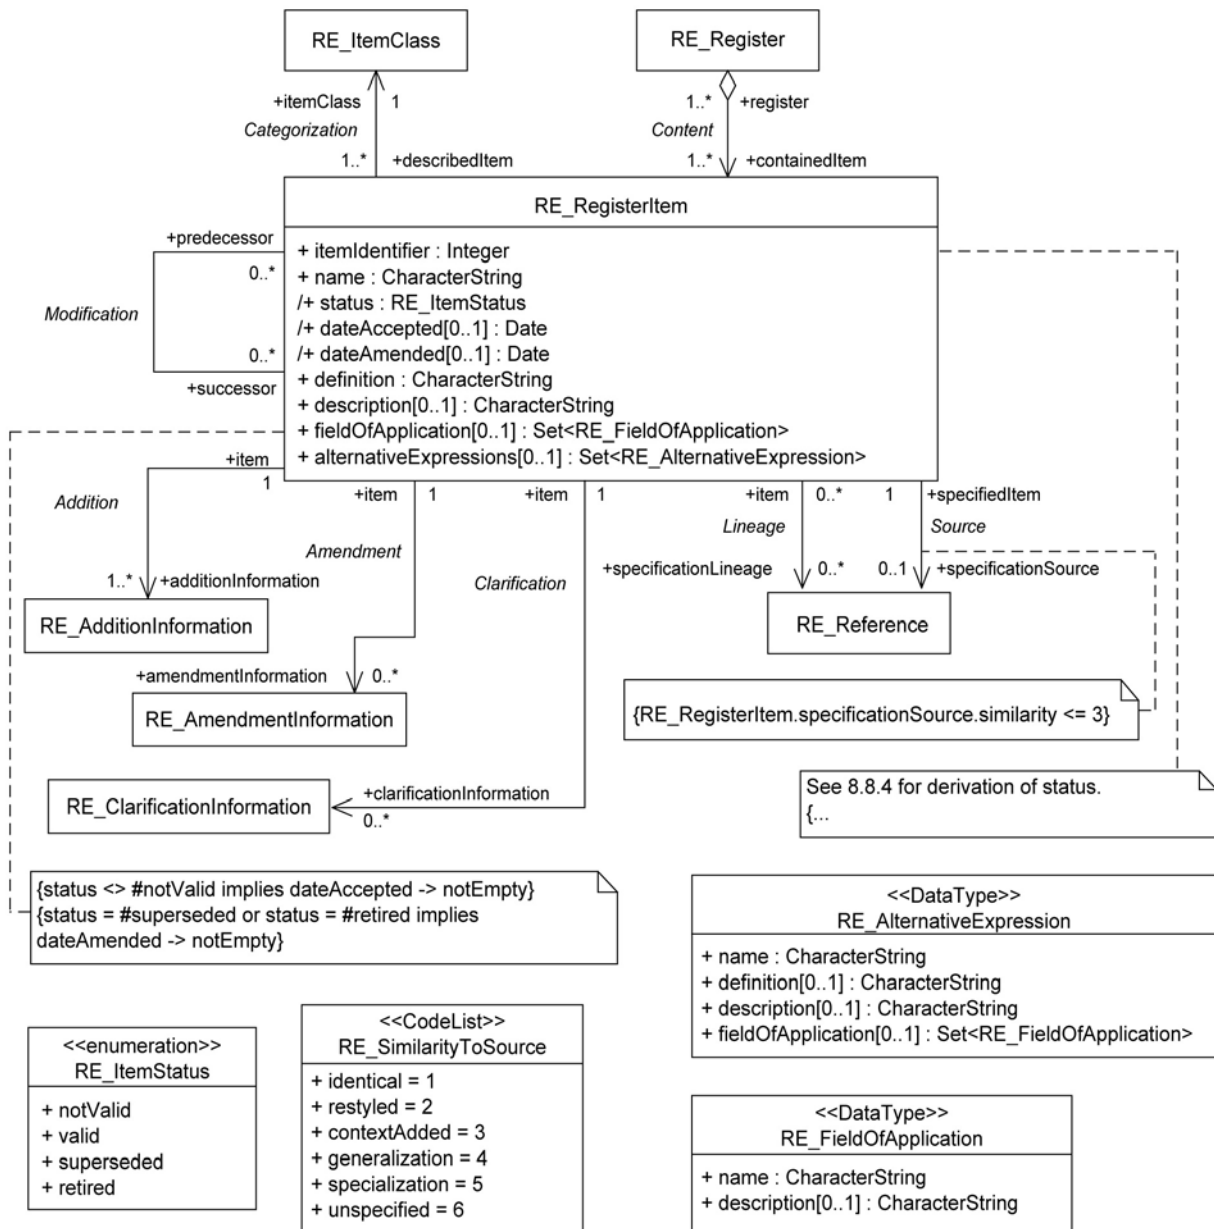 RE_ItemClass
RE_Register
+itemClass
1
1..*
+register
Categorization
Content
1..*
+describedItem
1..*
+containedItem
RE_RegisterItem
+ itemIdentifier : Integer
+ name : CharacterString
/+ status : RE_ItemStatus
/+ dateAccepted[0..1] : Date
/+ dateAmended[0..1] : Date
+ definition : CharacterString
+ description[0..1] : CharacterString
+ fieldOfApplication[0..1] : Set<RE_FieldOfApplication>
+ alternativeExpressions[0..1] : Set<RE_AlternativeExpression>
+predecessor
0..*
Modification
0..*
+successor
+item
1
Addition
1..*
+additionInformation
RE_AdditionInformation
+item
1
Amendment
+amendmentInformation
0..*
RE_AmendmentInformation
+item
1
Clarification
+clarificationInformation
0..*
RE_ClarificationInformation
+item
0..*
Lineage
+specificationLineage
0..*
1
+specifiedItem
Source
0..1
+specificationSource
RE_Reference
{RE_RegisterItem.specificationSource.similarity <= 3}
See 8.8.4 for derivation of status.
{...
{status <> #notValid implies dateAccepted -> notEmpty}
{status = #superseded or status = #retired implies
dateAmended -> notEmpty}
<<DataType>>
RE_AlternativeExpression
+ name : CharacterString
+ definition[0..1] : CharacterString
+ description[0..1] : CharacterString
+ fieldOfApplication[0..1] : Set<RE_FieldOfApplication>
<<enumeration>>
RE_ItemStatus
+ notValid
+ valid
+ superseded
+ retired
<<CodeList>>
RE_SimilarityToSource
+ identical = 1
+ restyled = 2
+ contextAdded = 3
+ generalization = 4
+ specialization = 5
+ unspecified = 6
<<DataType>>
RE_FieldOfApplication
+ name : CharacterString
+ description[0..1] : CharacterString